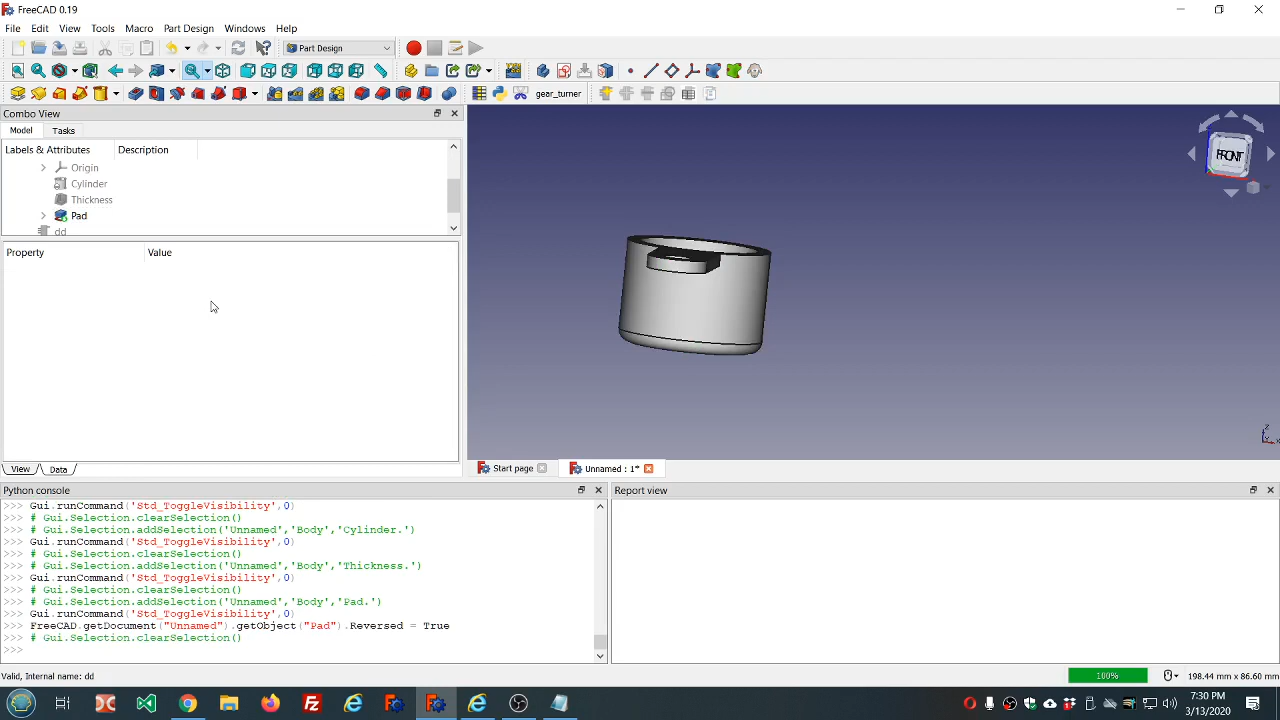 FreeCAD 0.19
File Edit View Tools Macro Part Design Windows Help
Part Design
gear_turner
Combo View
Model Tasks
Labels & Attributes Description
Origin
Cylinder
Thickness
Pad
dd
Property Value
FRONT
View Data
Start page Unnamed : 1*
Python console
>>> Gui.runCommand('Std_ToggleVisibility',0)
>>> # Gui.Selection.clearSelection()
>>> # Gui.Selection.addSelection('Unnamed','Body','Cylinder.')
>>> Gui.runCommand('Std_ToggleVisibility',0)
>>> # Gui.Selection.clearSelection()
>>> # Gui.Selection.addSelection('Unnamed','Body','Thickness.')
>>> Gui.runCommand('Std_ToggleVisibility',0)
>>> # Gui.Selection.clearSelection()
>>> # Gui.Selection.addSelection('Unnamed','Body','Pad.')
>>> Gui.runCommand('Std_ToggleVisibility',0)
>>> FreeCAD.getDocument("Unnamed").getObject("Pad").Reversed = True
>>> # Gui.Selection.clearSelection()
>>>
Report view
Valid, Internal name: dd
100%
198.44 mm x 86.60 mm
7:30 PM
3/13/2020